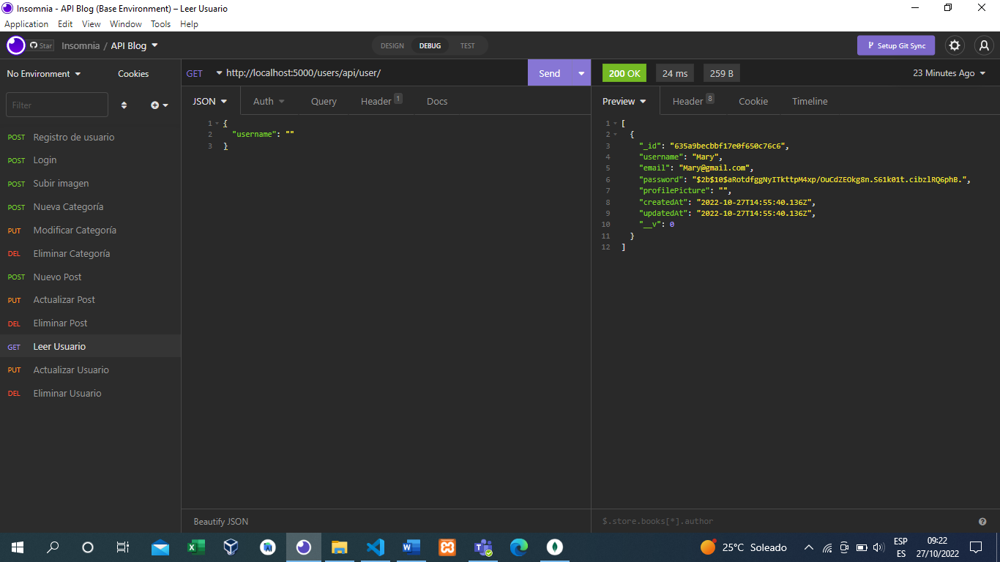 Insomnia - API Blog (Base Environment) – Leer Usuario
Application Edit View Window Tools Help
Star Insomnia / API Blog
DESIGN DEBUG TEST
Setup Git Sync
No Environment Cookies
GET http://localhost:5000/users/api/user/ Send
200 OK 24 ms 259 B 23 Minutes Ago
Filter
JSON Auth Query Header 1 Docs
Preview Header 8 Cookie Timeline
POST Registro de usuario
POST Login
POST Subir imagen
POST Nueva Categoría
PUT Modificar Categoría
DEL Eliminar Categoría
POST Nuevo Post
PUT Actualizar Post
DEL Eliminar Post
GET Leer Usuario
PUT Actualizar Usuario
DEL Eliminar Usuario
1 {
2 "username": ""
3 }
1 [
2 {
3 "_id": "635a9becbbf17e0f650c76c6",
4 "username": "Mary",
5 "email": "Mary@gmail.com",
6 "password": "$2b$10$aRotdfggNyITkttpM4xp/OuCdZEOkg8n.S61k01t.cibzlRQ6phB.",
7 "profilePicture": "",
8 "createdAt": "2022-10-27T14:55:40.136Z",
9 "updatedAt": "2022-10-27T14:55:40.136Z",
10 "__v": 0
11 }
12 ]
Beautify JSON
$.store.books[*].author
25°C Soleado
ESP
ES
09:22
27/10/2022